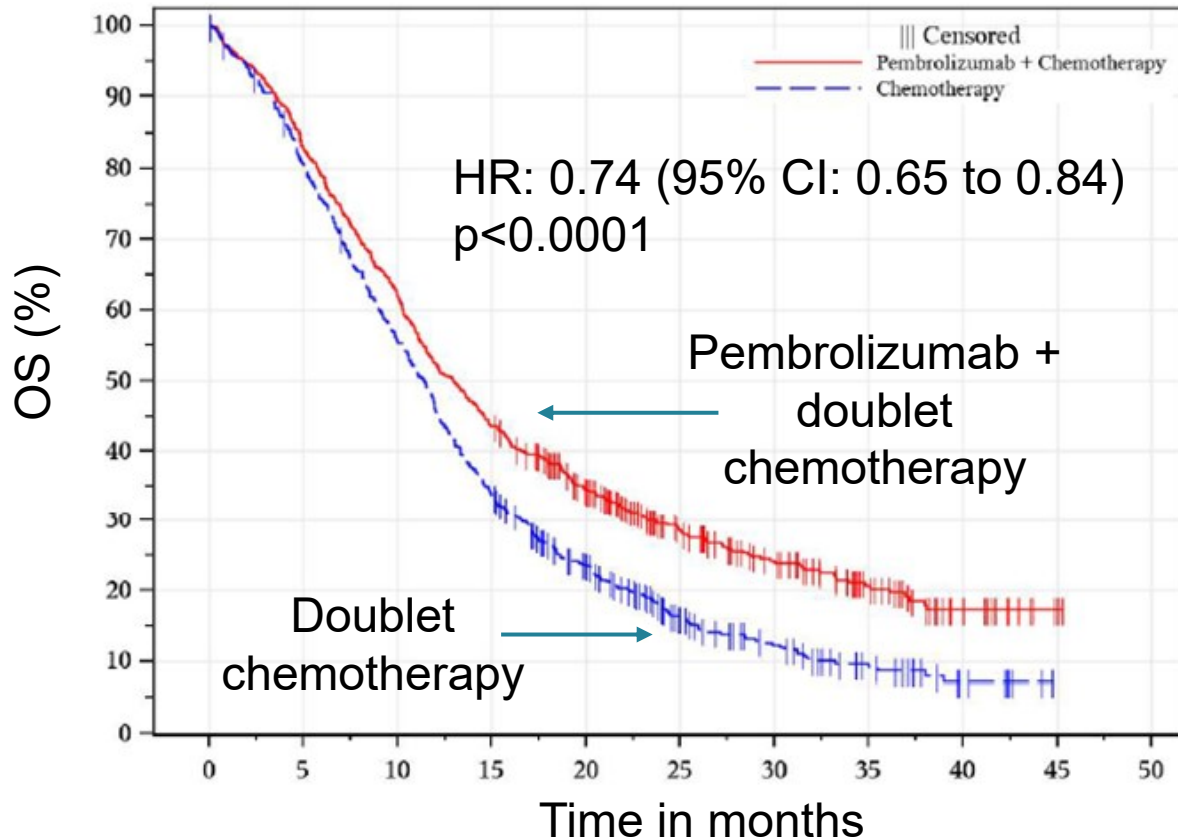 ||| Censored
Pembrolizumab + Chemotherapy
Chemotherapy
HR: 0.74 (95% CI: 0.65 to 0.84)
p<0.0001
Pembrolizumab +
doublet
chemotherapy
Doublet
chemotherapy
OS (%)
100
90
80
70
60
50
40
30
20
10
0
0 5 10 15 20 25 30 35 40 45 50
Time in months